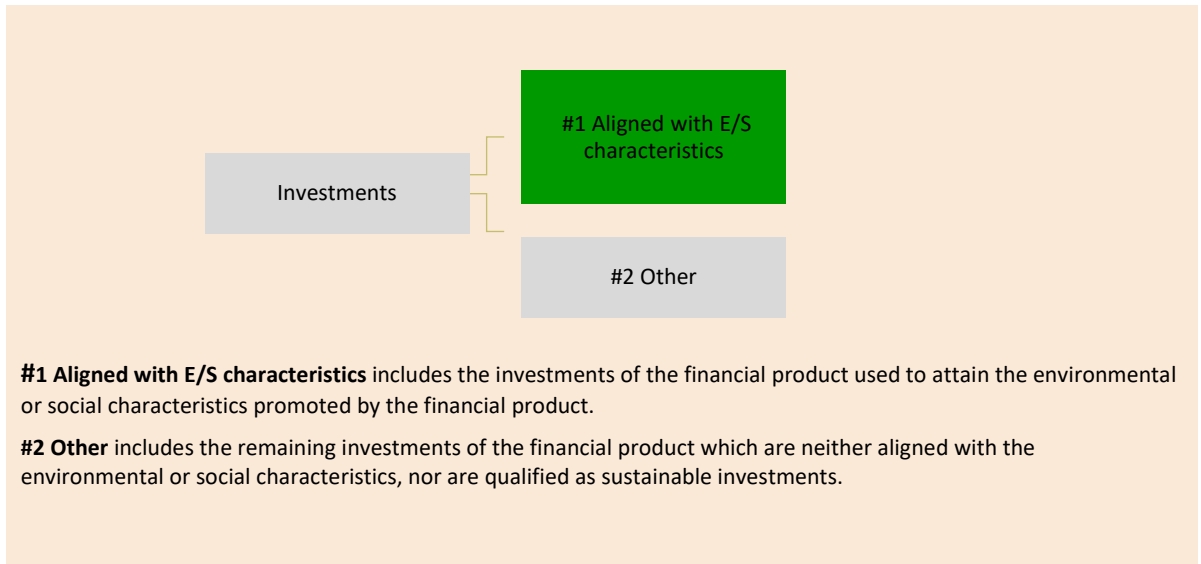 #1 Aligned with E/S
characteristics
Investments
#2 Other
#1 Aligned with E/S characteristics includes the investments of the financial product used to attain the environmental
or social characteristics promoted by the financial product.
#2 Other includes the remaining investments of the financial product which are neither aligned with the
environmental or social characteristics, nor are qualified as sustainable investments.